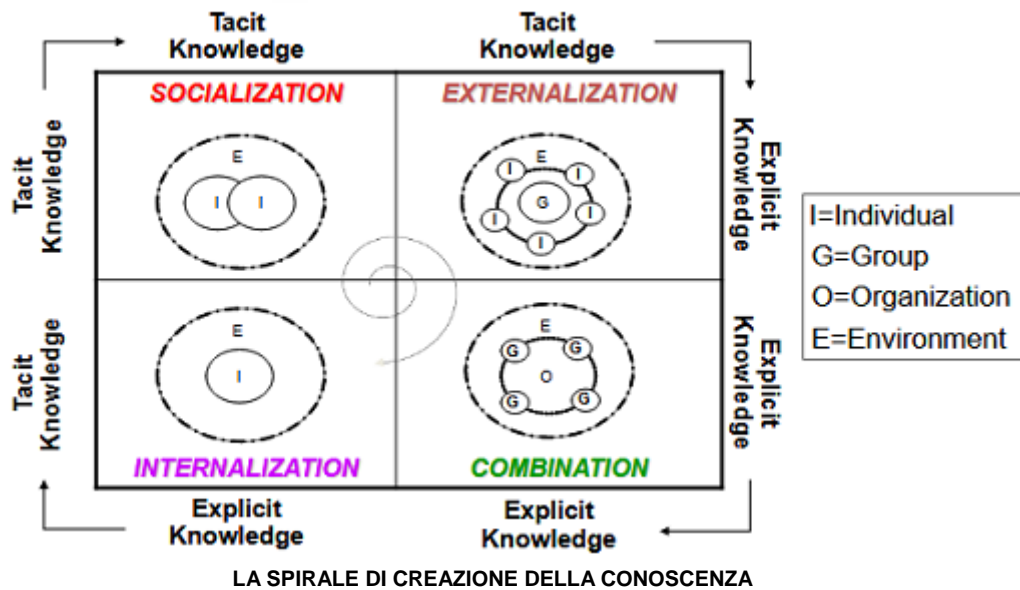 Tacit
Knowledge
Tacit
Knowledge
SOCIALIZATION
EXTERNALIZATION
Tacit
Knowledge
E
I
I
E
I
I
I
I
I
G
Explicit
Knowledge
I=Individual
G=Group
O=Organization
E=Environment
Tacit
Knowledge
E
I
E
G
G
O
G
G
Explicit
Knowledge
INTERNALIZATION
COMBINATION
Explicit
Knowledge
Explicit
Knowledge
LA SPIRALE DI CREAZIONE DELLA CONOSCENZA